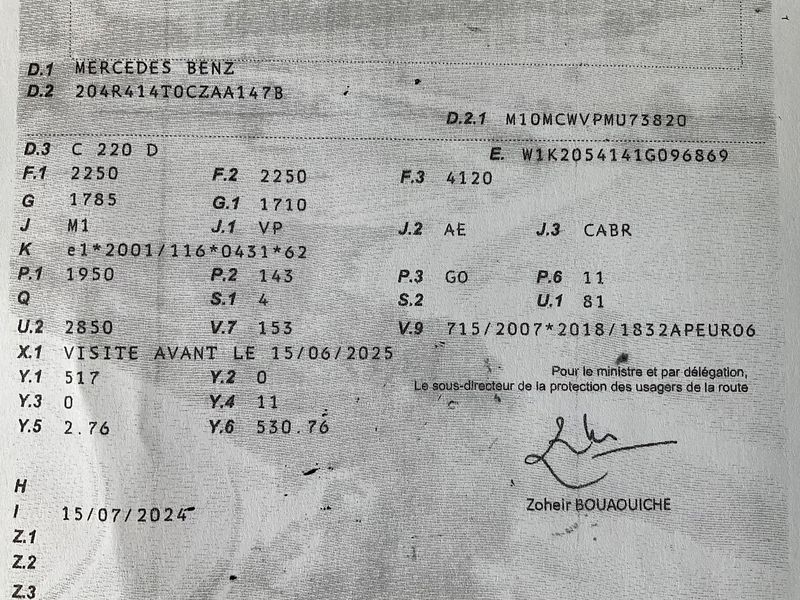 D.1 MERCEDES BENZ
D.2 204R414T0CZAA147B
D.2.1 M10MCWVPMU73820
D.3 C 220 D
E. W1K2054141G096869
F.1 2250 F.2 2250 F.3 4120
G 1785 G.1 1710
J M1 J.1 VP J.2 AE J.3 CABR
K e1*2001/116*0431*62
P.1 1950 P.2 143 P.3 GO P.6 11
Q S.1 4 S.2 U.1 81
U.2 2850 V.7 153 V.9 715/2007*2018/1832APEURO6
X.1 VISITE AVANT LE 15/06/2025
Y.1 517 Y.2 0
Y.3 0 Y.4 11
Y.5 2.76 Y.6 530.76
Pour le ministre et par délégation,
Le sous-directeur de la protection des usagers de la route
Zoheir BOUAOUICHE
H
I 15/07/2024
Z.1
Z.2
Z.3